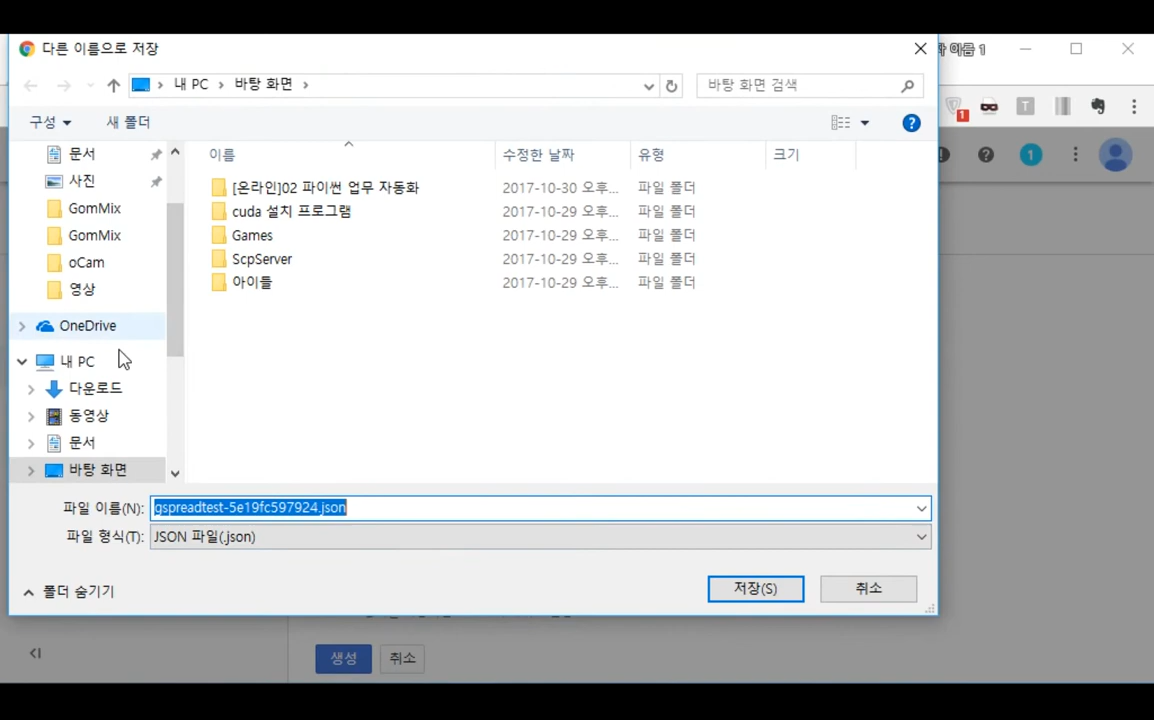 다른 이름으로 저장
내 PC
바탕 화면
바탕 화면 검색
구성
새 폴더
이름
수정한 날짜
유형
크기
문서
사진
GomMix
GomMix
oCam
영상
OneDrive
내 PC
다운로드
동영상
문서
바탕 화면
[온라인]02 파이썬 업무 자동화 2017-10-30 오후... 파일 폴더
cuda 설치 프로그램 2017-10-29 오후... 파일 폴더
Games 2017-10-29 오후... 파일 폴더
ScpServer 2017-10-29 오후... 파일 폴더
아이들 2017-10-29 오후... 파일 폴더
파일 이름(N): gspreadtest-5e19fc597924.json
파일 형식(T): JSON 파일(.json)
폴더 숨기기
저장(S)
취소
생성
취소
1
T
1